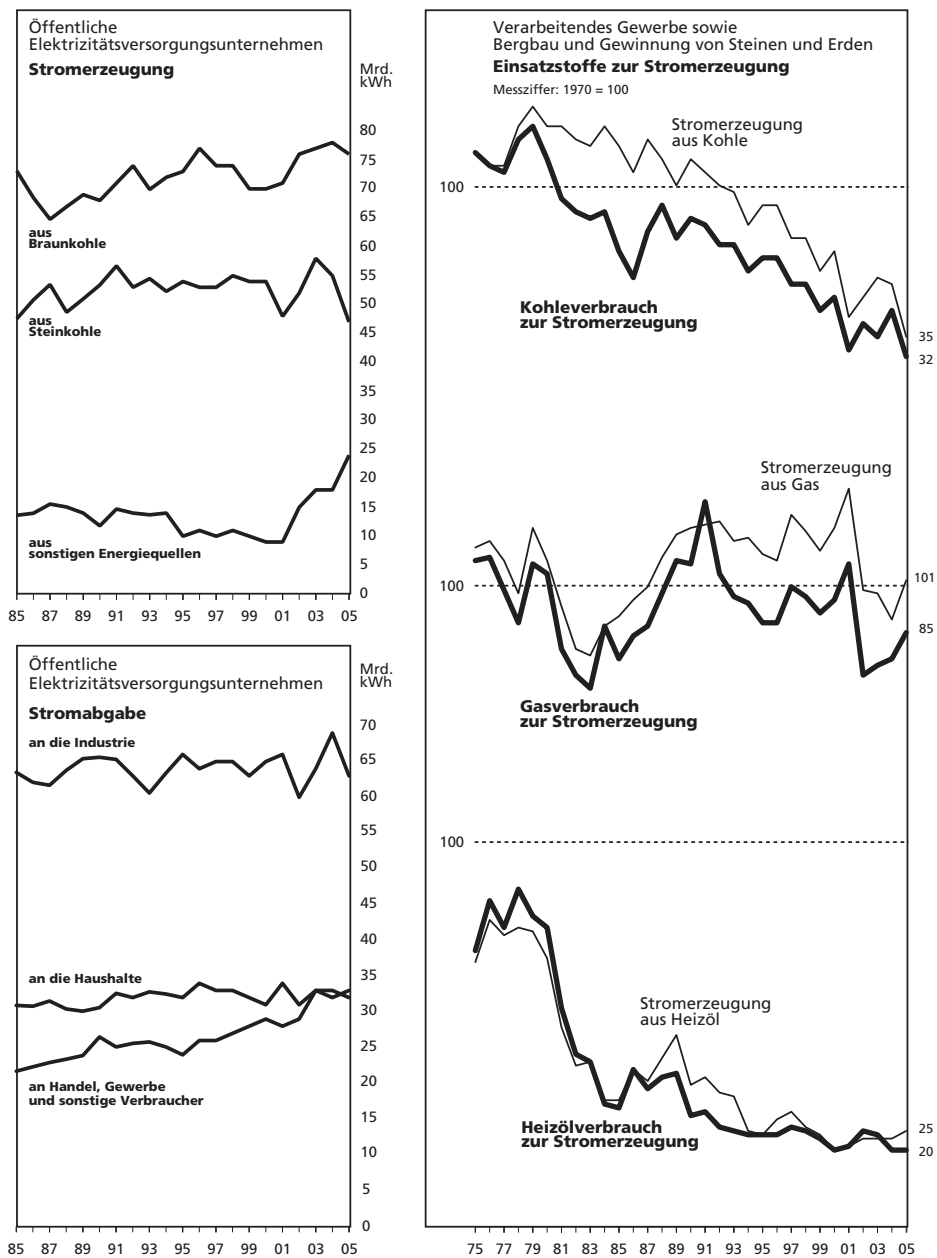 Öffentliche
Elektrizitätsversorgungsunternehmen
Stromerzeugung
Mrd.
kWh
80
75
70
65
60
55
50
45
40
35
30
25
20
15
10
5
0
aus
Braunkohle
aus
Steinkohle
aus
sonstigen Energiequellen
85 87 89 91 93 95 97 99 01 03 05
Öffentliche
Elektrizitätsversorgungsunternehmen
Stromabgabe
Mrd.
kWh
70
65
60
55
50
45
40
35
30
25
20
15
10
5
0
an die Industrie
an die Haushalte
an Handel, Gewerbe
und sonstige Verbraucher
85 87 89 91 93 95 97 99 01 03 05
Verarbeitendes Gewerbe sowie
Bergbau und Gewinnung von Steinen und Erden
Einsatzstoffe zur Stromerzeugung
Messziffer: 1970 = 100
Stromerzeugung
aus Kohle
100
Kohleverbrauch
zur Stromerzeugung
35
32
Stromerzeugung
aus Gas
100
101
85
Gasverbrauch
zur Stromerzeugung
100
Stromerzeugung
aus Heizöl
Heizölverbrauch
zur Stromerzeugung
25
20
75 77 79 81 83 85 87 89 91 93 95 97 99 01 03 05